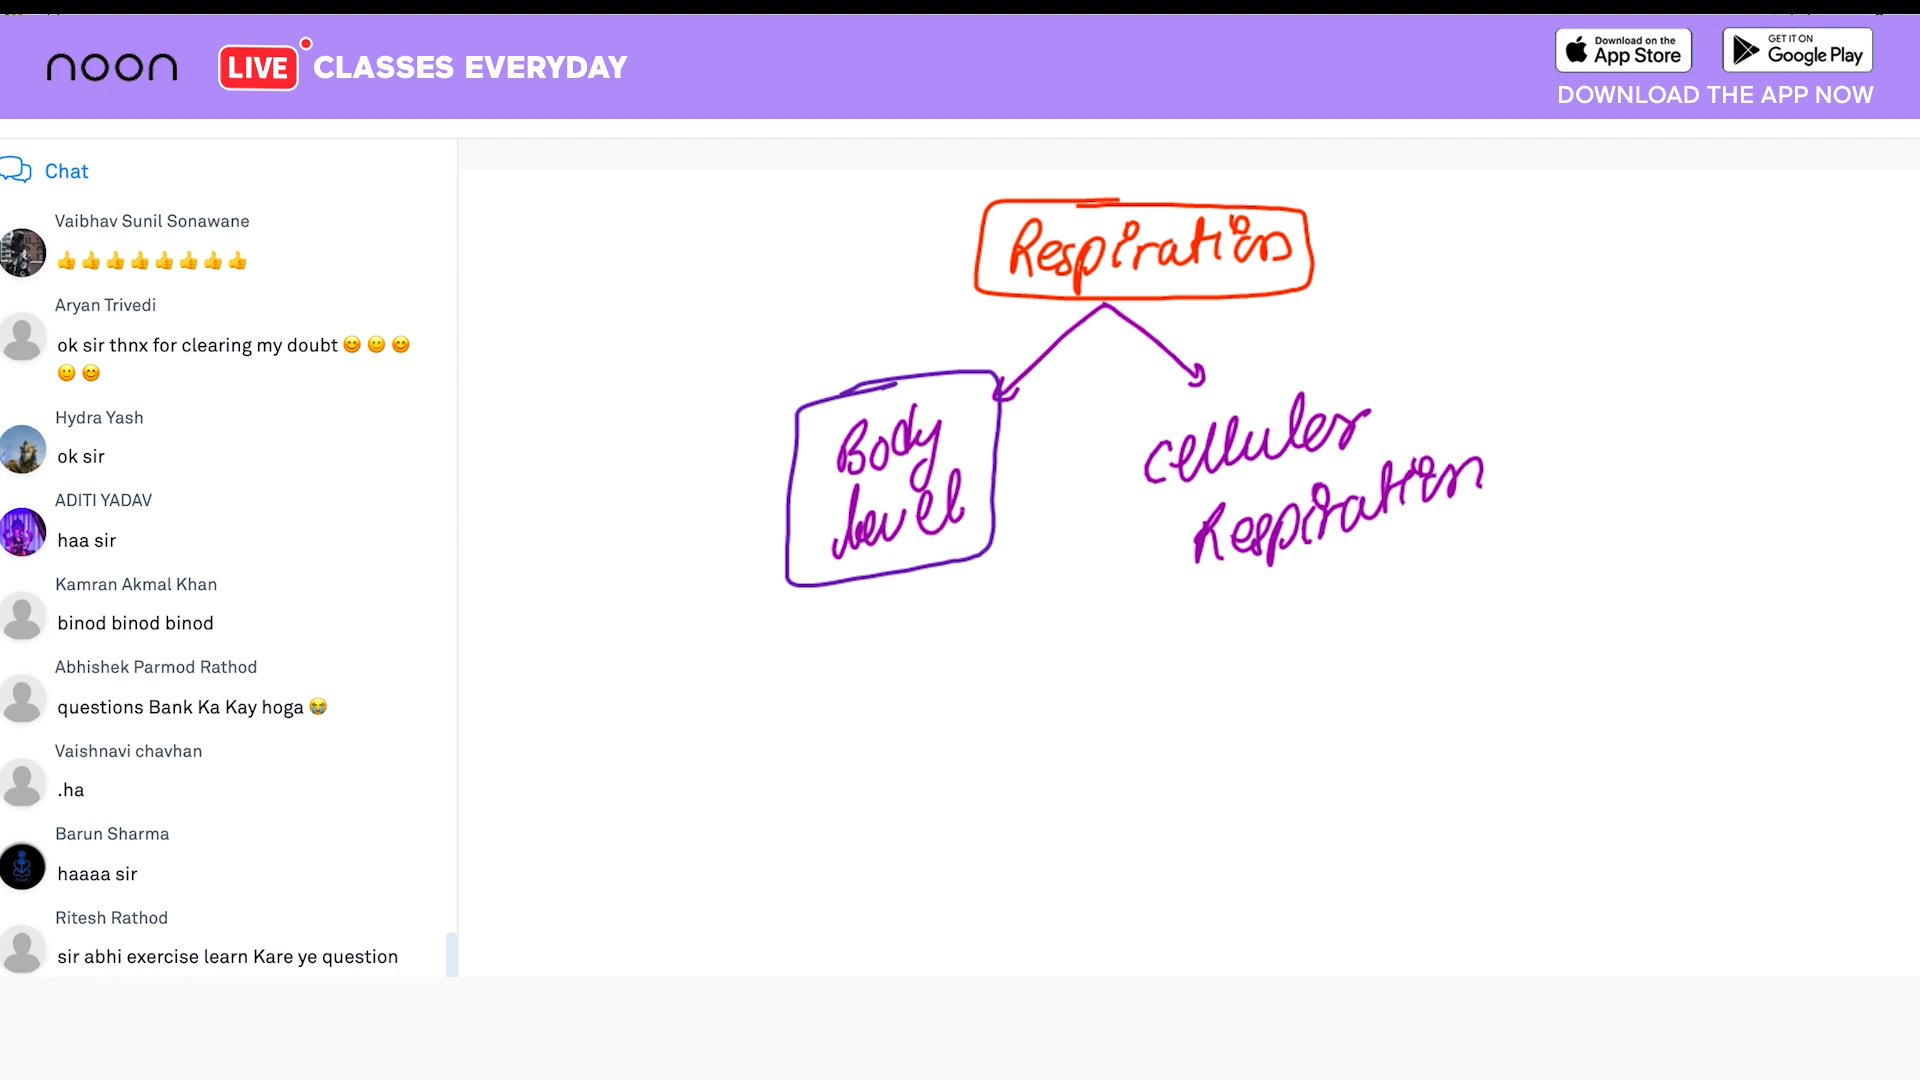 noon LIVE CLASSES EVERYDAY
Download on the App Store
GET IT ON Google Play
DOWNLOAD THE APP NOW
Chat
Vaibhav Sunil Sonawane
👍👍👍👍👍👍👍👍
Aryan Trivedi
ok sir thnx for clearing my doubt 😊 🙂 😊
🙂 😊
Hydra Yash
ok sir
ADITI YADAV
haa sir
Kamran Akmal Khan
binod binod binod
Abhishek Parmod Rathod
questions Bank Ka Kay hoga 😭
Vaishnavi chavhan
.ha
Barun Sharma
haaaa sir
Ritesh Rathod
sir abhi exercise learn Kare ye question
Respiration
Body
level
cellular
Respiration